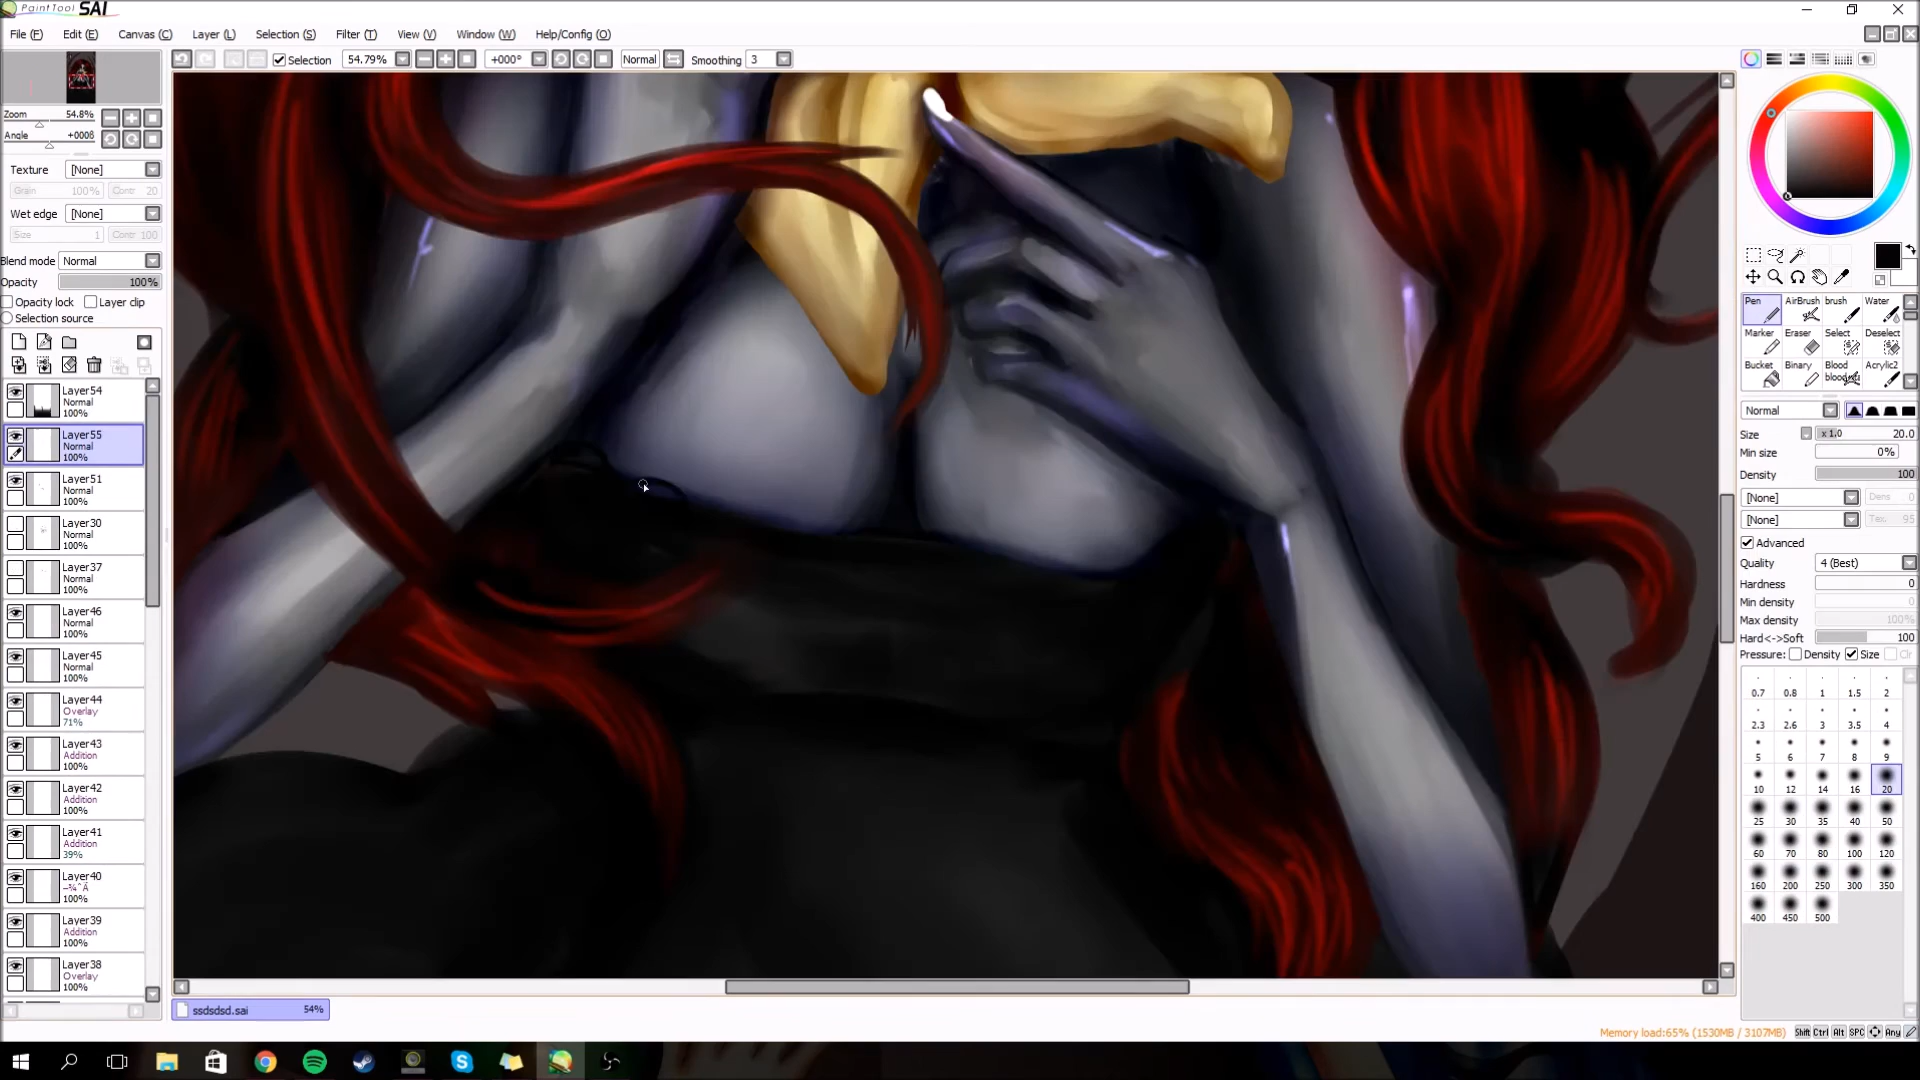 PaintTool SAI
File (F) Edit (E) Canvas (C) Layer (L) Selection (S) Filter (T) View (V) Window (W) Help/Config (O)
Selection 54.79% +000° Normal Smoothing 3
Zoom 54.8%
Angle +000ß
Texture [None]
Grain 100% Contr 20
Wet edge [None]
Size 1 Contr 100
Blend mode Normal
Opacity 100%
Opacity lock Layer clip
Selection source
Layer54
Normal
100%
Layer55
Normal
100%
Layer51
Normal
100%
Layer30
Normal
100%
Layer37
Normal
100%
Layer46
Normal
100%
Layer45
Normal
100%
Layer44
Overlay
71%
Layer43
Addition
100%
Layer42
Addition
100%
Layer41
Addition
39%
Layer40
100%
Layer39
Addition
100%
Layer38
Overlay
100%
ssdsdsd.sai 54%
Pen AirBrush brush Water
Marker Eraser Select Deselect
Bucket Binary Blood Acrylic2
Normal
Size x 1.0 20.0
Min size 0%
Density 100
[None] Dens 0
[None] Tex. 95
Advanced
Quality 4 (Best)
Hardness 0
Min density 0
Max density 100%
Hard<->Soft 100
Pressure: Density Size Clr
0.7 0.8 1 1.5 2
2.3 2.6 3 3.5 4
5 6 7 8 9
10 12 14 16 20
25 30 35 40 50
60 70 80 100 120
160 200 250 300 350
400 450 500
Memory load:65% (1530MB / 3107MB) Shift Ctrl Alt SPC Any